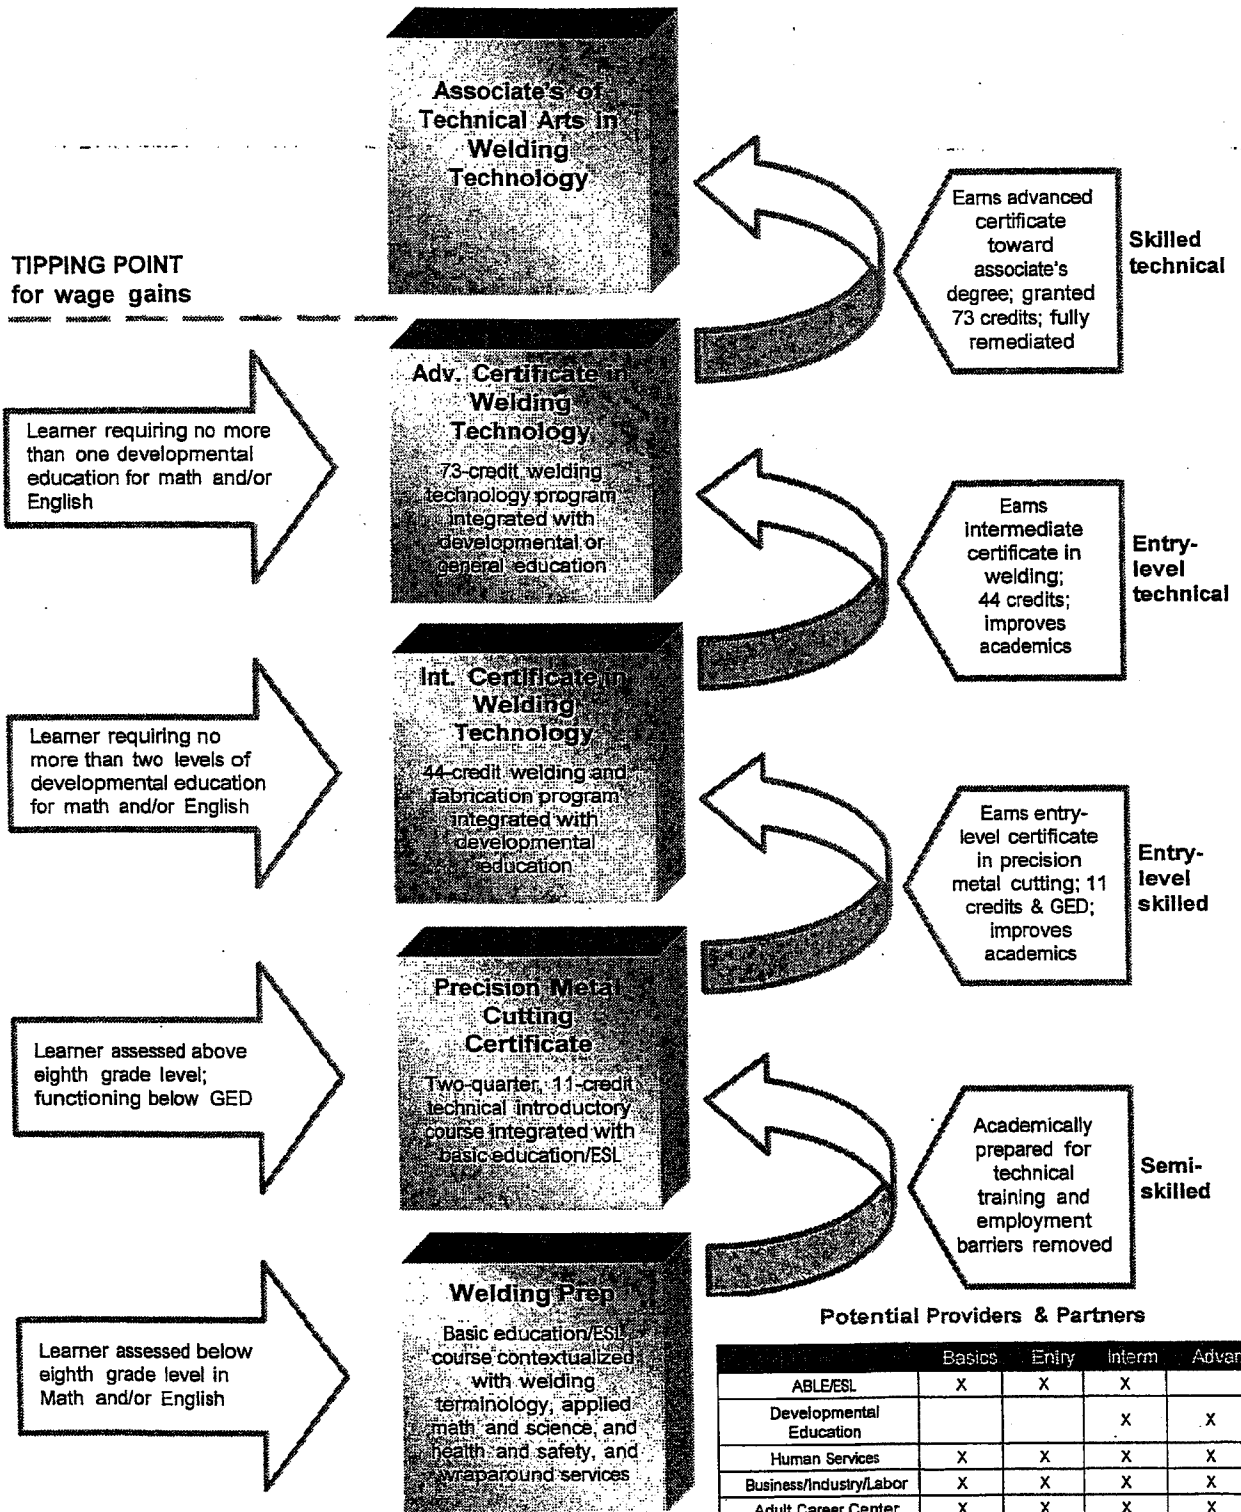 Associate's of
Technical Arts in
Welding
Technology
Earns advanced
certificate
toward
associate's
degree; granted
73 credits; fully
remediated
Skilled
technical
TIPPING POINT
for wage gains
Learner requiring no more
than one developmental
education for math and/or
English
Adv. Certificate in
Welding
Technology
73-credit welding
technology program
integrated with
developmental or
general education
Earns
intermediate
certificate in
welding;
44 credits;
improves
academics
Entry-
level
technical
Learner requiring no
more than two levels of
developmental education
for math and/or English
Int. Certificate in
Welding
Technology
44-credit welding and
fabrication program
integrated with
developmental
education
Earns entry-
level certificate
in precision
metal cutting; 11
credits & GED;
improves
academics
Entry-
level
skilled
Learner assessed above
eighth grade level;
functioning below GED
Precision Metal
Cutting
Certificate
Two-quarter, 11-credit
technical introductory
course integrated with
basic education/ESL
Academically
prepared for
technical
training and
employment
barriers removed
Semi-
skilled
Learner assessed below
eighth grade level in
Math and/or English
Welding Prep
Basic education/ESL
course contextualized
with welding
terminology, applied
math and science, and
health and safety, and
wraparound services
Potential Providers & Partners
Basics Entry Interm Advan
ABLE/ESL X X X
Developmental
Education X X
Human Services X X X X
Business/Industry/Labor X X X X
Adult Career Center X X X X